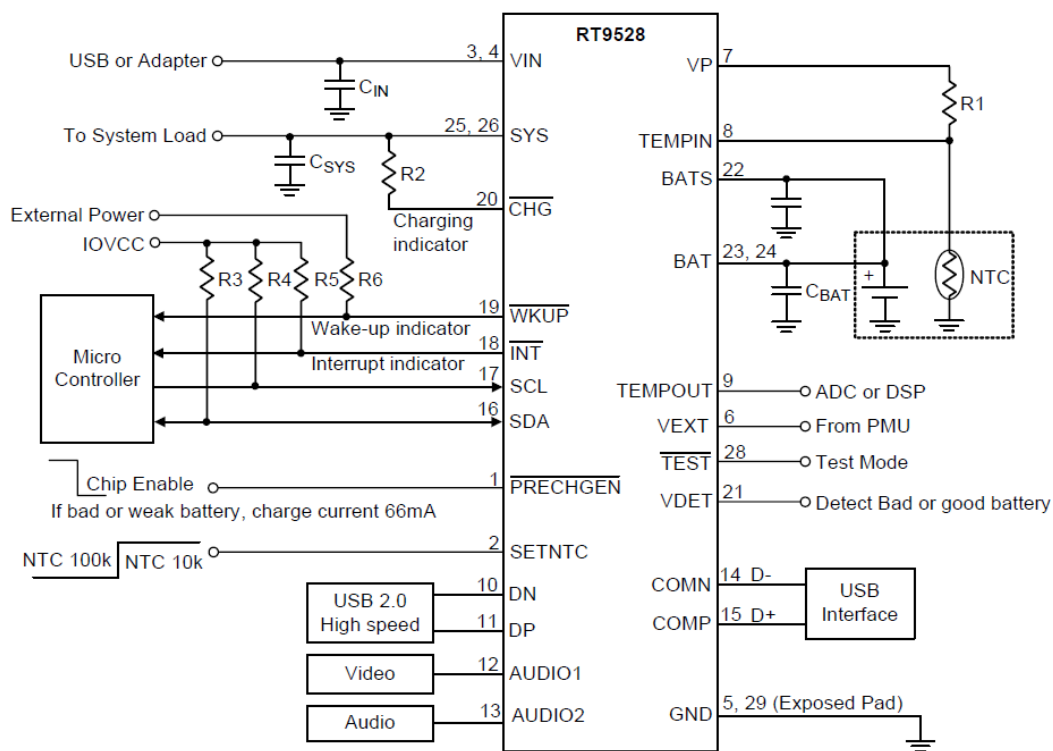 RT9528
USB or Adapter
3, 4
VIN
C_IN
To System Load
25, 26
SYS
C_SYS
R2
20
CHG
Charging
indicator
External Power
IOVCC
R3
R4
R5
R6
19
WKUP
Wake-up indicator
18
INT
Interrupt indicator
Micro
Controller
17
SCL
16
SDA
Chip Enable
1
PRECHGEN
If bad or weak battery, charge current 66mA
NTC 100k
NTC 10k
2
SETNTC
USB 2.0
High speed
10
DN
11
DP
Video
12
AUDIO1
Audio
13
AUDIO2
VP
7
R1
TEMPIN
8
BATS
22
BAT
23, 24
C_BAT
+
NTC
TEMPOUT
9
ADC or DSP
VEXT
6
From PMU
TEST
28
Test Mode
VDET
21
Detect Bad or good battery
COMN
14
D-
COMP
15
D+
USB
Interface
GND
5, 29 (Exposed Pad)